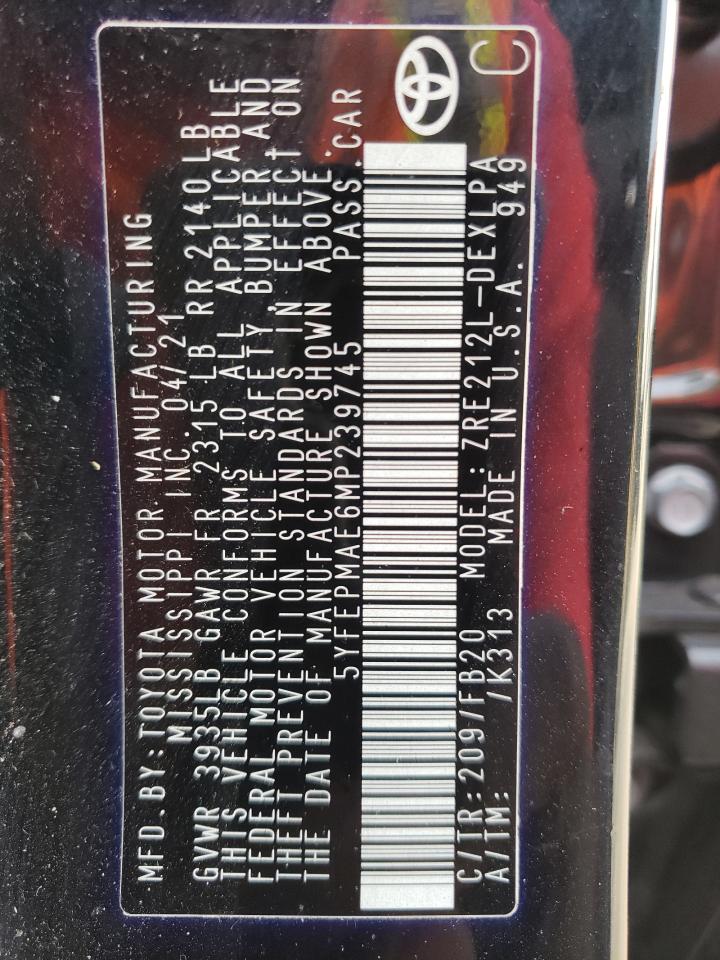 MFD.BY:TOYOTA MOTOR MANUFACTURING
MISSISSIPPI INC. 04/21
GVWR 3935LB GAWR FR 2315 LB RR 2140 LB
THIS VEHICLE CONFORMS TO ALL APPLICABLE
FEDERAL MOTOR VEHICLE SAFETY, BUMPER AND
THEFT PREVENTION STANDARDS IN EFFECT ON
THE DATE OF MANUFACTURE SHOWN ABOVE.
5YFEPMAE6MP239745 PASS.CAR
C/TR:209/FB20 MODEL:ZRE212L-DEXLPA
A/TM: /K313 MADE IN U.S.A. 949
C